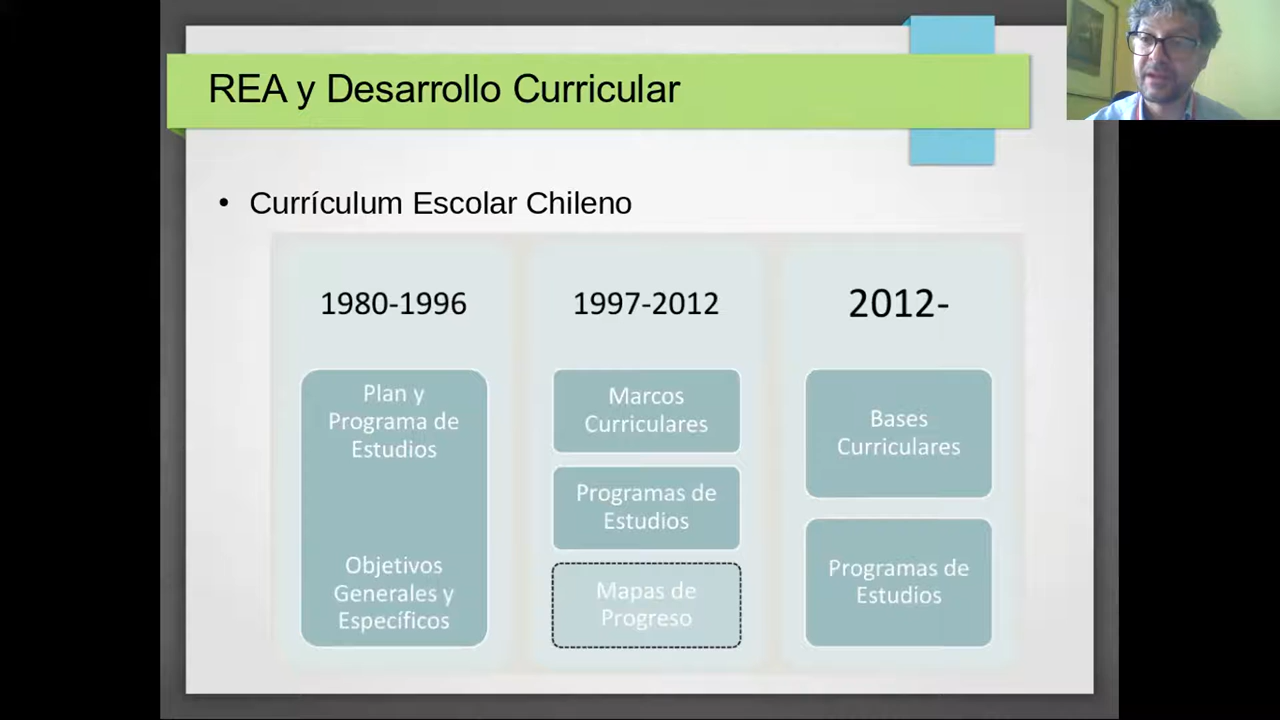 REA y Desarrollo Curricular
• Currículum Escolar Chileno
1980-1996
Plan y
Programa de
Estudios
Objetivos
Generales y
Específicos
1997-2012
Marcos
Curriculares
Programas de
Estudios
Mapas de
Progreso
2012-
Bases
Curriculares
Programas de
Estudios